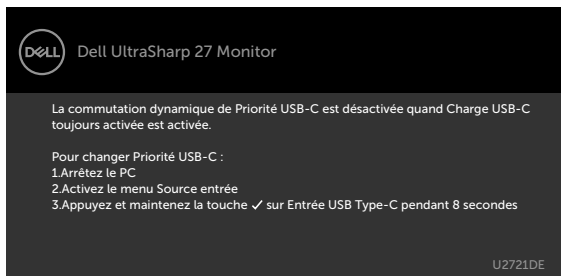 DELL
Dell UltraSharp 27 Monitor
La commutation dynamique de Priorité USB-C est désactivée quand Charge USB-C
toujours activée est activée.
Pour changer Priorité USB-C :
1.Arrêtez le PC
2.Activez le menu Source entrée
3.Appuyez et maintenez la touche ✓ sur Entrée USB Type-C pendant 8 secondes
U2721DE